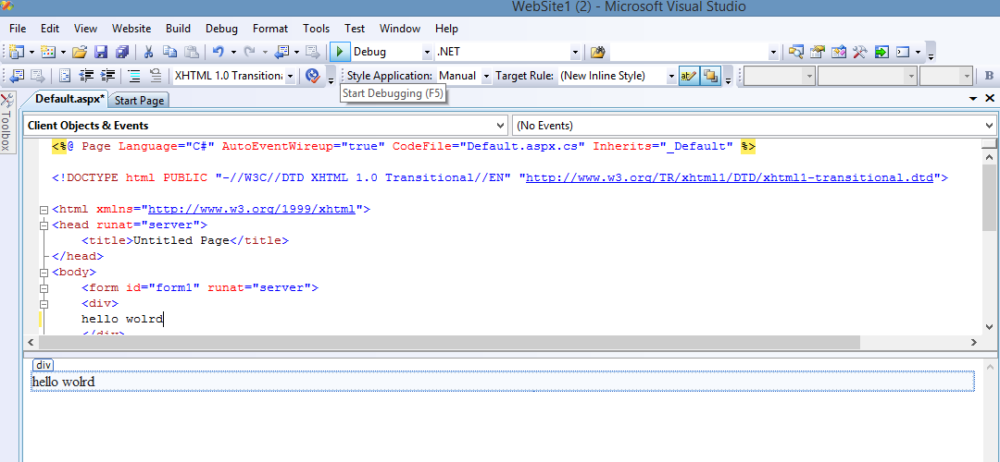 WebSite1 (2) - Microsoft Visual Studio
File Edit View Website Build Debug Format Tools Test Window Help
Debug .NET
XHTML 1.0 Transition Style Application: Manual Target Rule: (New Inline Style) B
Start Debugging (F5)
Toolbox
Default.aspx* Start Page
Client Objects & Events (No Events)
<%@ Page Language="C#" AutoEventWireup="true" CodeFile="Default.aspx.cs" Inherits="_Default" %>
<!DOCTYPE html PUBLIC "-//W3C//DTD XHTML 1.0 Transitional//EN" "http://www.w3.org/TR/xhtml1/DTD/xhtml1-transitional.dtd">
<html xmlns="http://www.w3.org/1999/xhtml">
<head runat="server">
<title>Untitled Page</title>
</head>
<body>
<form id="form1" runat="server">
<div>
hello wolrd
</div>
div
hello wolrd